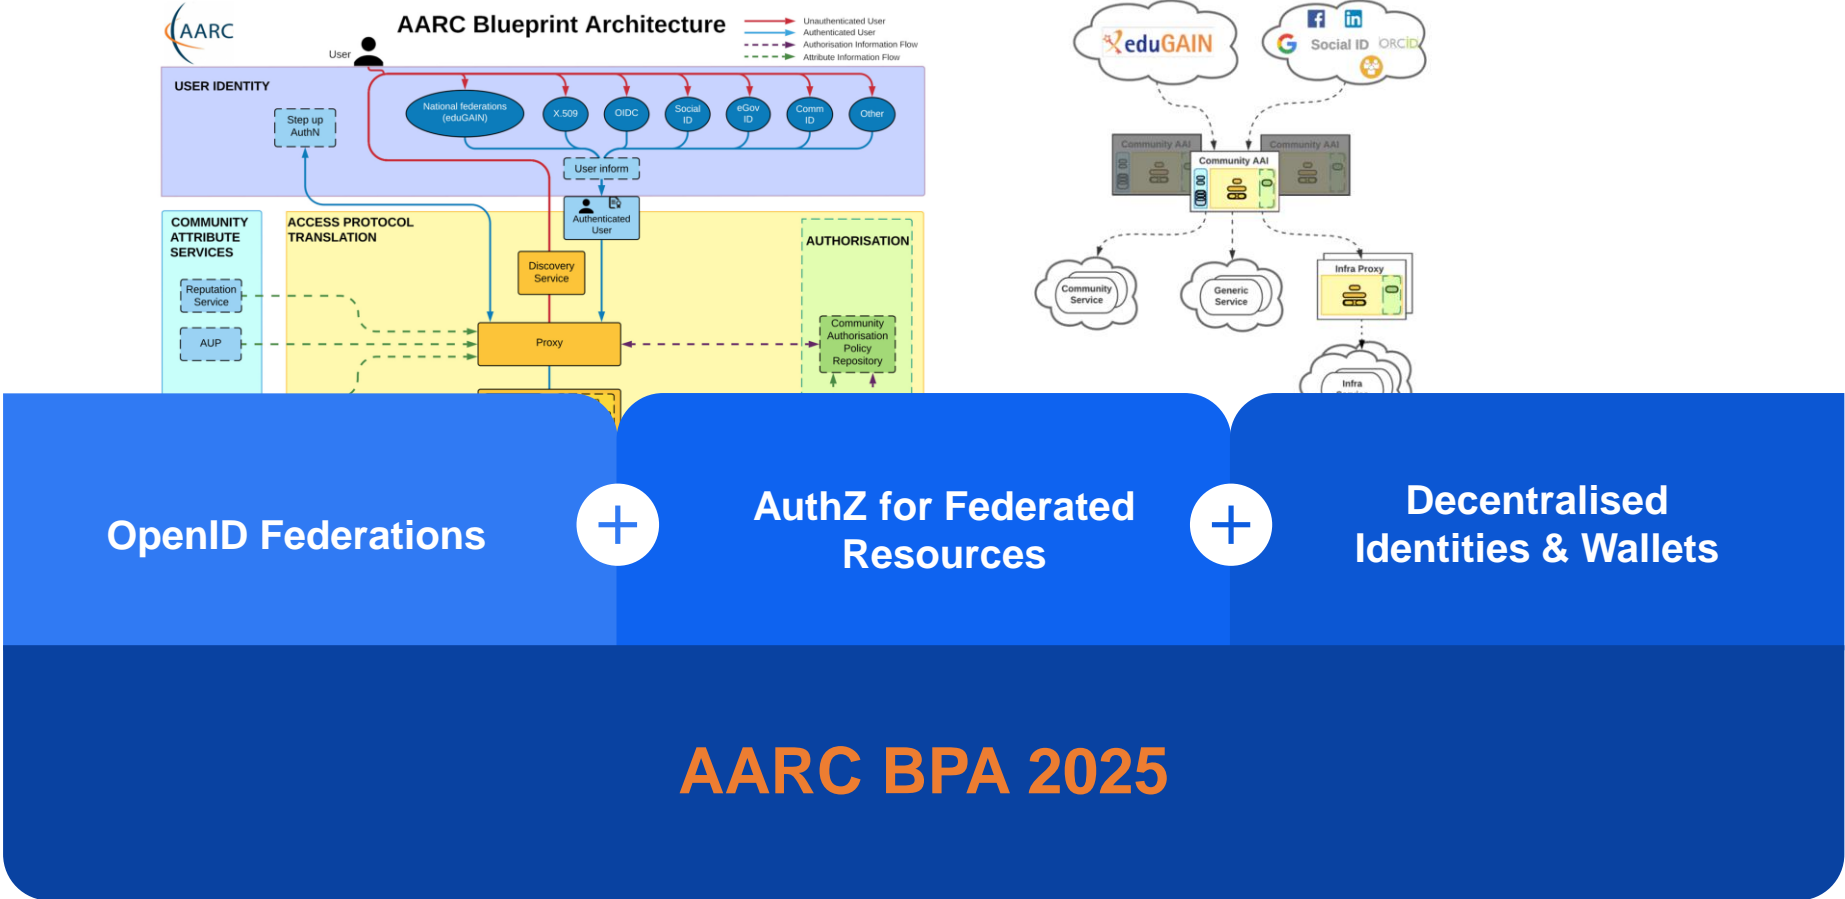 AARC
AARC Blueprint Architecture
Unauthenticated User
Authenticated User
Authorisation Information Flow
Attribute Information Flow
User
USER IDENTITY
Step up
AuthN
National federations
(eduGAIN)
X.509
OIDC
Social
ID
eGov
ID
Comm
ID
Other
User inform
Authenticated
User
COMMUNITY
ATTRIBUTE
SERVICES
ACCESS PROTOCOL
TRANSLATION
AUTHORISATION
Discovery
Service
Reputation
Service
AUP
Proxy
Community
Authorisation
Policy
Repository
eduGAIN
Social ID
ORCID
Community AAI
Community AAI
Community AAI
Community
Service
Generic
Service
Infra Proxy
Infra
OpenID Federations
AuthZ for Federated
Resources
Decentralised
Identities & Wallets
AARC BPA 2025